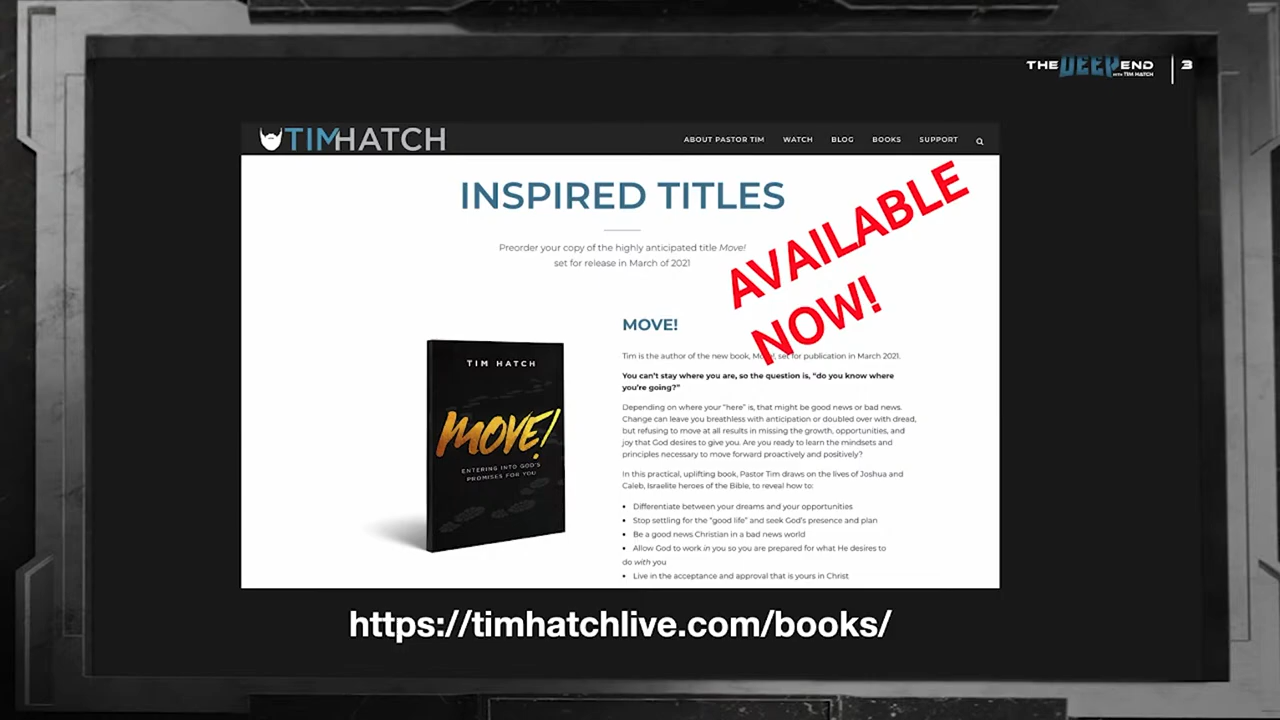 THE DEEP END | 3
WITH TIM HATCH
TIMHATCH
ABOUT PASTOR TIM WATCH BLOG BOOKS SUPPORT
INSPIRED TITLES
Preorder your copy of the highly anticipated title Move!
set for release in March of 2021
AVAILABLE
NOW!
TIM HATCH
MOVE!
ENTERING INTO GOD'S
PROMISES FOR YOU
MOVE!
Tim is the author of the new book, Move!, set for publication in March 2021.
You can't stay where you are, so the question is, "do you know where
you're going?"
Depending on where your "here" is, that might be good news or bad news.
Change can leave you breathless with anticipation or doubled over with dread,
but refusing to move at all results in missing the growth, opportunities, and
joy that God desires to give you. Are you ready to learn the mindsets and
principles necessary to move forward proactively and positively?
In this practical, uplifting book, Pastor Tim draws on the lives of Joshua and
Caleb, Israelite heroes of the Bible, to reveal how to:
• Differentiate between your dreams and your opportunities
• Stop settling for the "good life" and seek God's presence and plan
• Be a good news Christian in a bad news world
• Allow God to work in you so you are prepared for what He desires to
do with you
• Live in the acceptance and approval that is yours in Christ
https://timhatchlive.com/books/